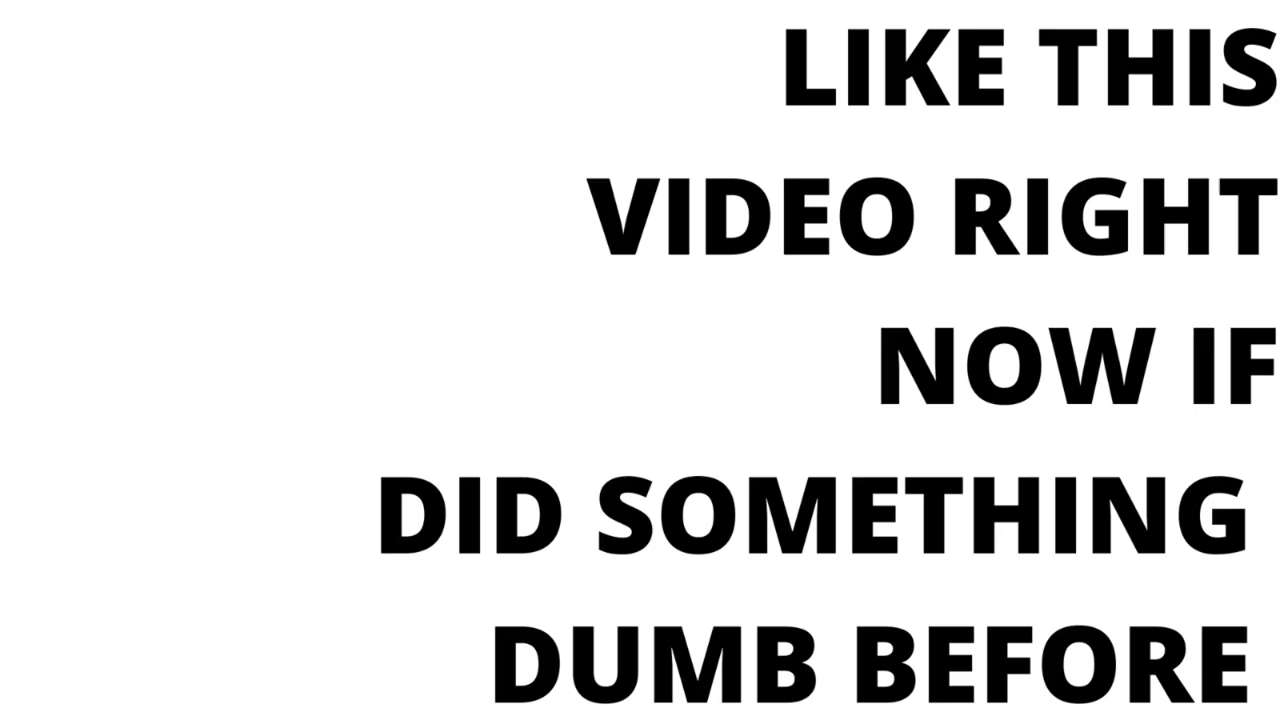 LIKE THIS
VIDEO RIGHT
NOW IF
DID SOMETHING
DUMB BEFORE